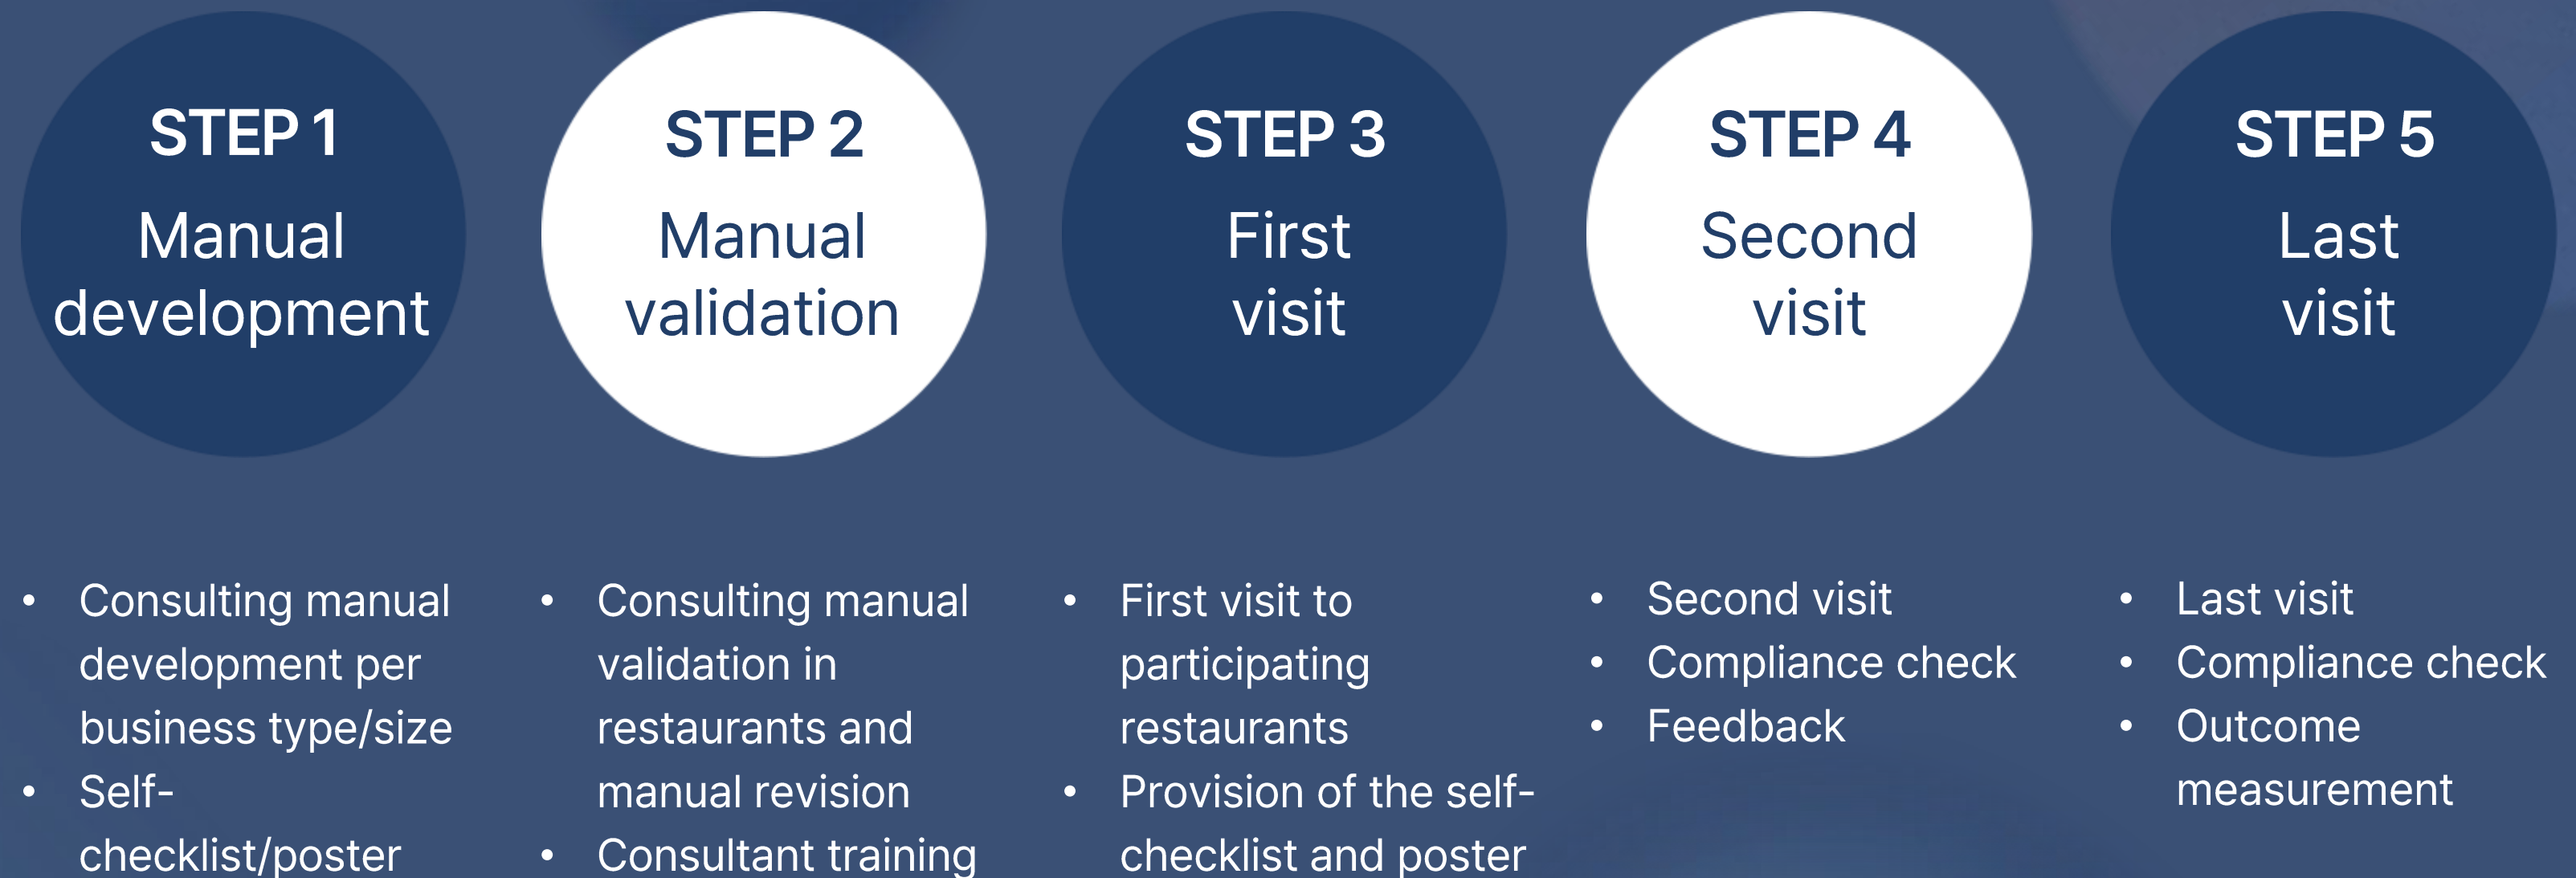 STEP 1
Manual
development
STEP 2
Manual
validation
STEP 3
First
visit
STEP 4
Second
visit
STEP 5
Last
visit
• Consulting manual
development per
business type/size
• Self-
checklist/poster
• Consulting manual
validation in
restaurants and
manual revision
• Consultant training
• First visit to
participating
restaurants
• Provision of the self-
checklist and poster
• Second visit
• Compliance check
• Feedback
• Last visit
• Compliance check
• Outcome
measurement